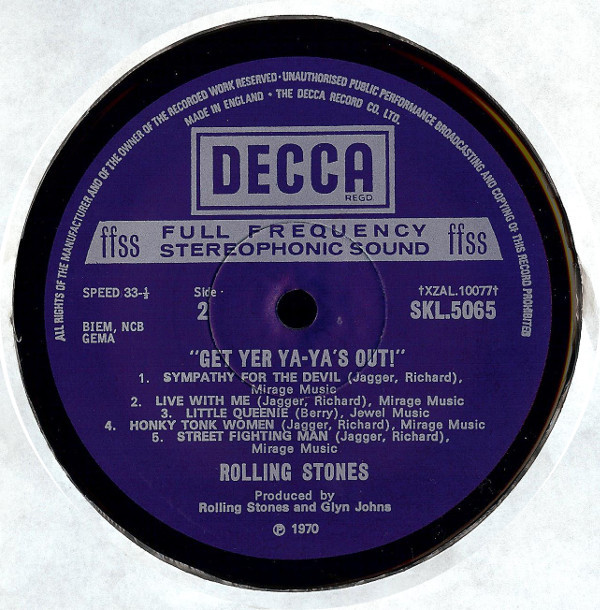 ALL RIGHTS OF THE MANUFACTURER AND OF THE OWNER OF THE RECORDED WORK RESERVED · UNAUTHORISED PUBLIC PERFORMANCE BROADCASTING AND COPYING OF THIS RECORD PROHIBITED
MADE IN ENGLAND · THE DECCA RECORD CO. LTD.
DECCA
REGD.
ffss FULL FREQUENCY ffss
STEREOPHONIC SOUND
SPEED 33-⅓ Side · †XZAL.10077†
2 SKL.5065
BIEM, NCB
GEMA
"GET YER YA-YA'S OUT!"
1. SYMPATHY FOR THE DEVIL (Jagger, Richard),
Mirage Music
2. LIVE WITH ME (Jagger, Richard), Mirage Music
3. LITTLE QUEENIE (Berry), Jewel Music
4. HONKY TONK WOMEN (Jagger, Richard), Mirage Music
5. STREET FIGHTING MAN (Jagger, Richard),
Mirage Music
ROLLING STONES
Produced by
Rolling Stones and Glyn Johns
℗ 1970